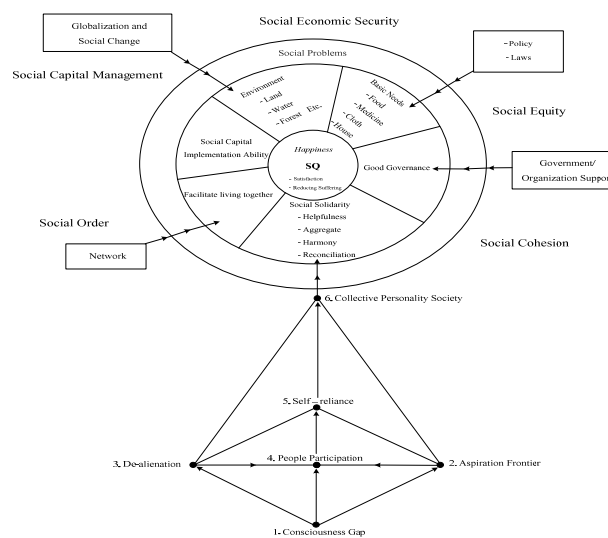 Social Economic Security
Globalization and
Social Change
Social Problems
- Policy
- Laws
Social Capital Management
Environment
- Land
- Water
- Forest Etc.
Basic Needs
- Food
- Medicine
- Cloth
- House
Social Equity
Social Capital
Implementation Ability
Happiness
SQ
- Satisfaction
- Reducing Suffering
Good Governance
Government/
Organization Support
Facilitate living together
Social Solidarity
- Helpfulness
- Aggregate
- Harmony
- Reconciliation
Social Order
Network
Social Cohesion
6. Collective Personality Society
5. Self – reliance
3. De-alienation
4. People Participation
2. Aspiration Frontier
1. Consciousness Gap